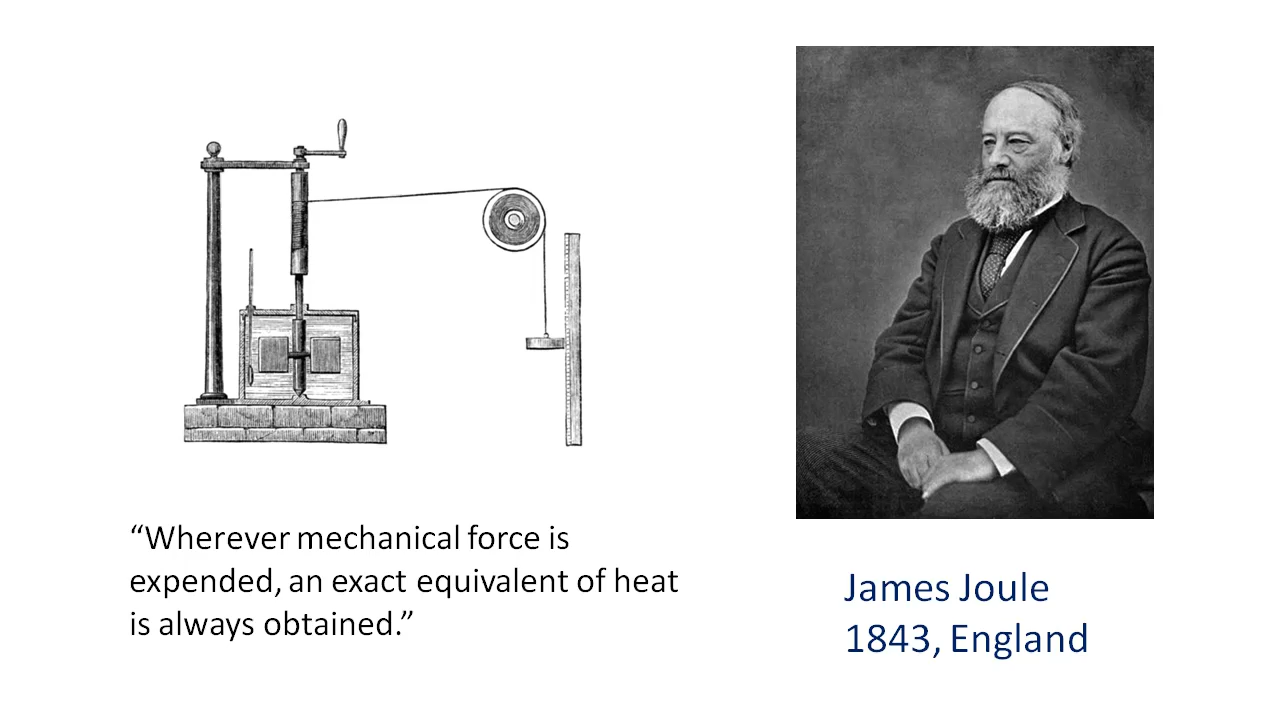 “Wherever mechanical force is
expended, an exact equivalent of heat
is always obtained.”
James Joule
1843, England